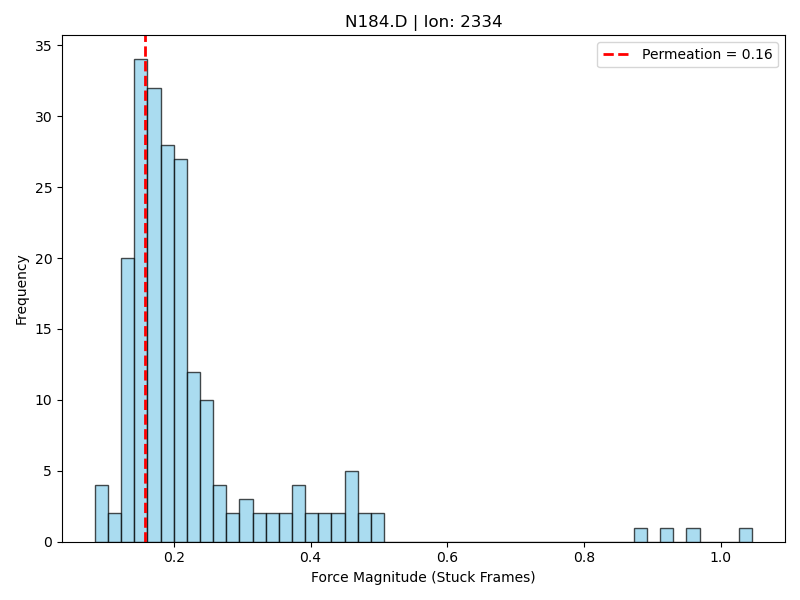 N184.D | Ion: 2334
Permeation = 0.16
Frequency
35
30
25
20
15
10
5
0
0.2 0.4 0.6 0.8 1.0
Force Magnitude (Stuck Frames)